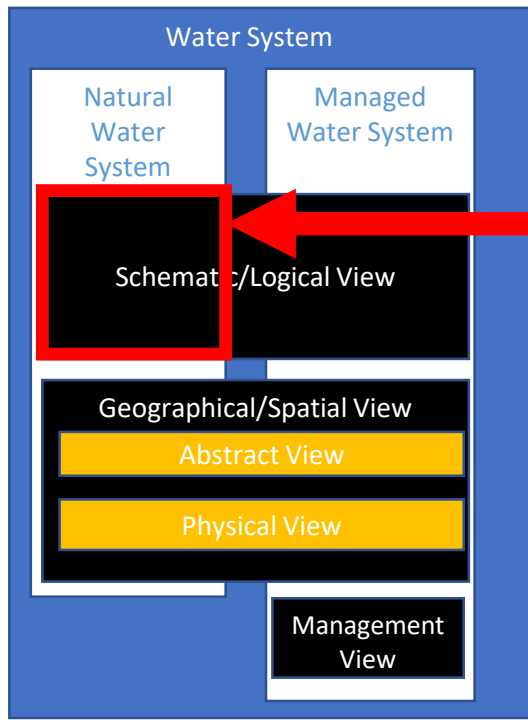 Water System
Natural
Water
System
Managed
Water System
Schematic/Logical View
Geographical/Spatial View
Abstract View
Physical View
Management
View